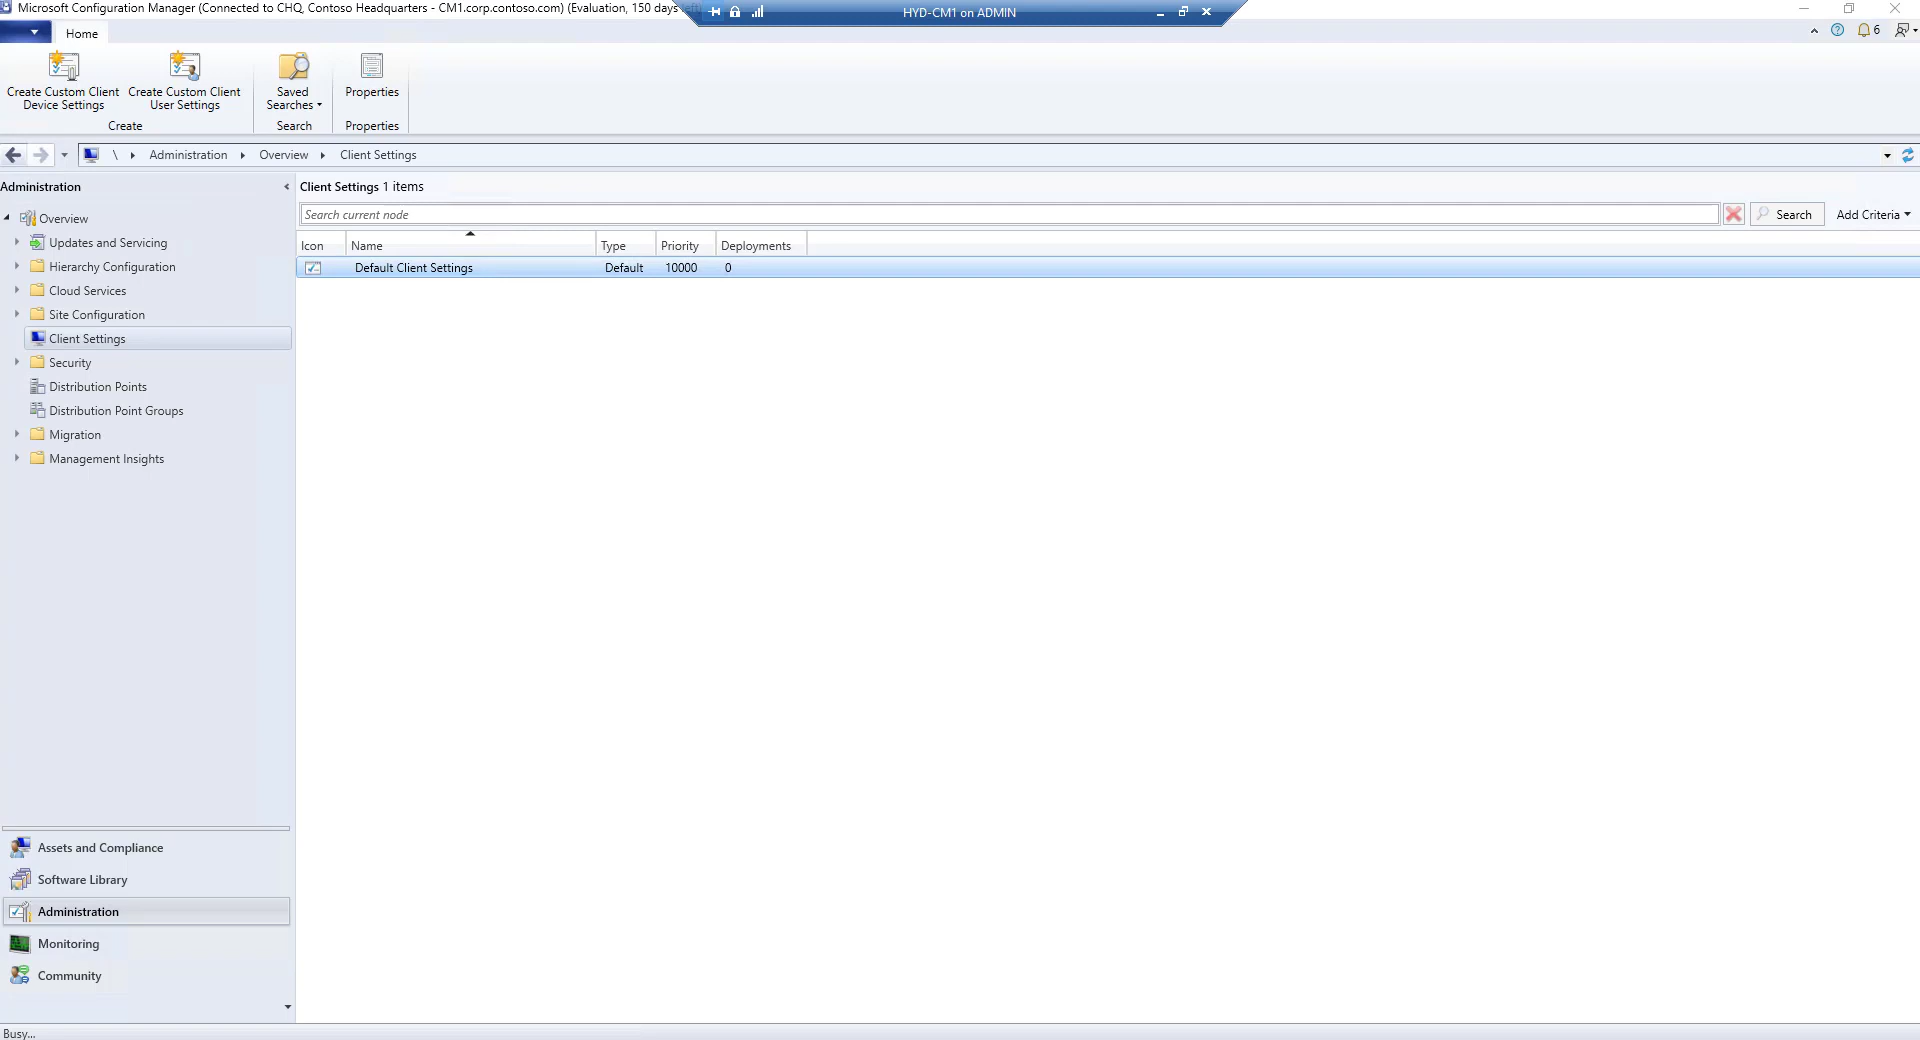 Microsoft Configuration Manager (Connected to CHQ, Contoso Headquarters - CM1.corp.contoso.com) (Evaluation, 150 days
HYD-CM1 on ADMIN
Home
6
Create Custom Client Device Settings
Create Custom Client User Settings
Saved Searches
Properties
Create
Search
Properties
\ Administration Overview Client Settings
Administration
Client Settings 1 items
Search current node
Search
Add Criteria
Icon Name Type Priority Deployments
Default Client Settings Default 10000 0
Overview
Updates and Servicing
Hierarchy Configuration
Cloud Services
Site Configuration
Client Settings
Security
Distribution Points
Distribution Point Groups
Migration
Management Insights
Assets and Compliance
Software Library
Administration
Monitoring
Community
Busy...